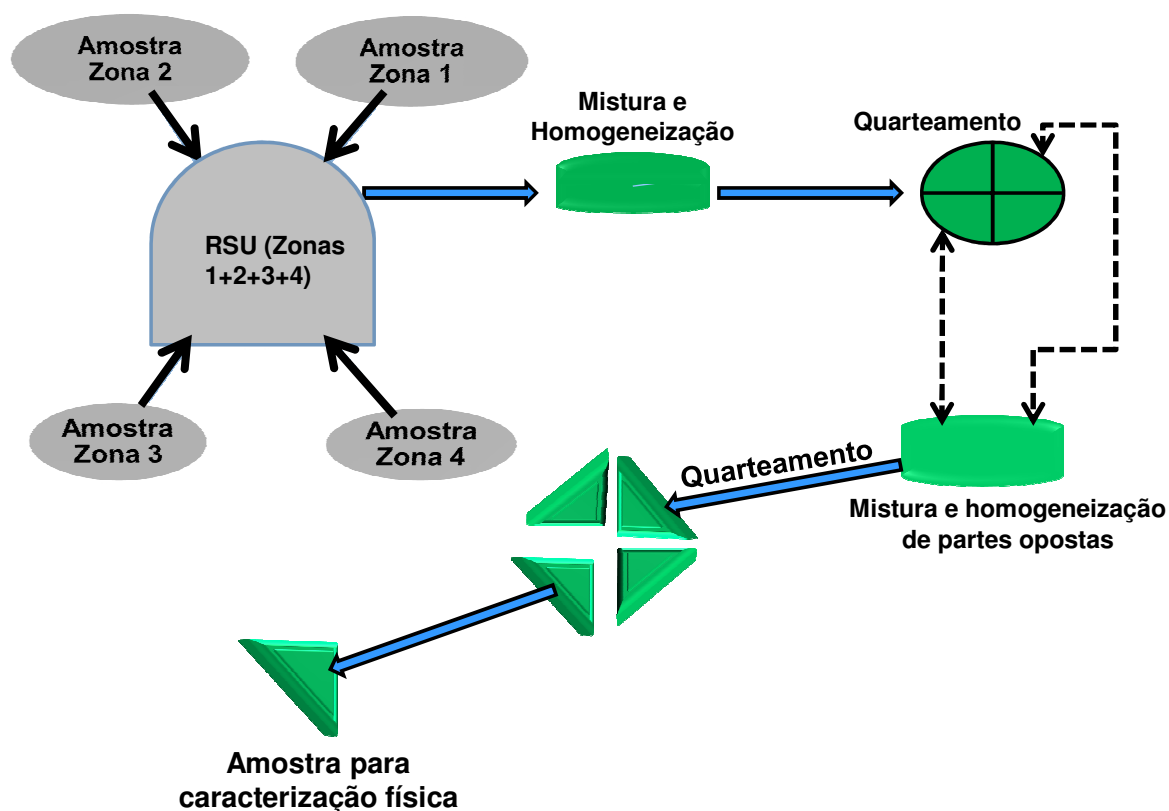 Amostra
Zona 2
Amostra
Zona 1
Mistura e
Homogeneização
Quarteamento
RSU (Zonas
1+2+3+4)
Amostra
Zona 3
Amostra
Zona 4
Quarteamento
Mistura e homogeneização
de partes opostas
Amostra para
caracterização física